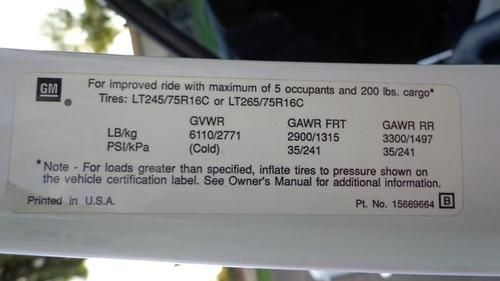 GM ® For improved ride with maximum of 5 occupants and 200 lbs. cargo*
Tires: LT245/75R16C or LT265/75R16C
GVWR GAWR FRT GAWR RR
LB/kg 6110/2771 2900/1315 3300/1497
PSI/kPa (Cold) 35/241 35/241
*Note - For loads greater than specified, inflate tires to pressure shown on
the vehicle certification label. See Owner's Manual for additional information.
Printed in U.S.A. Pt. No. 15669664 B